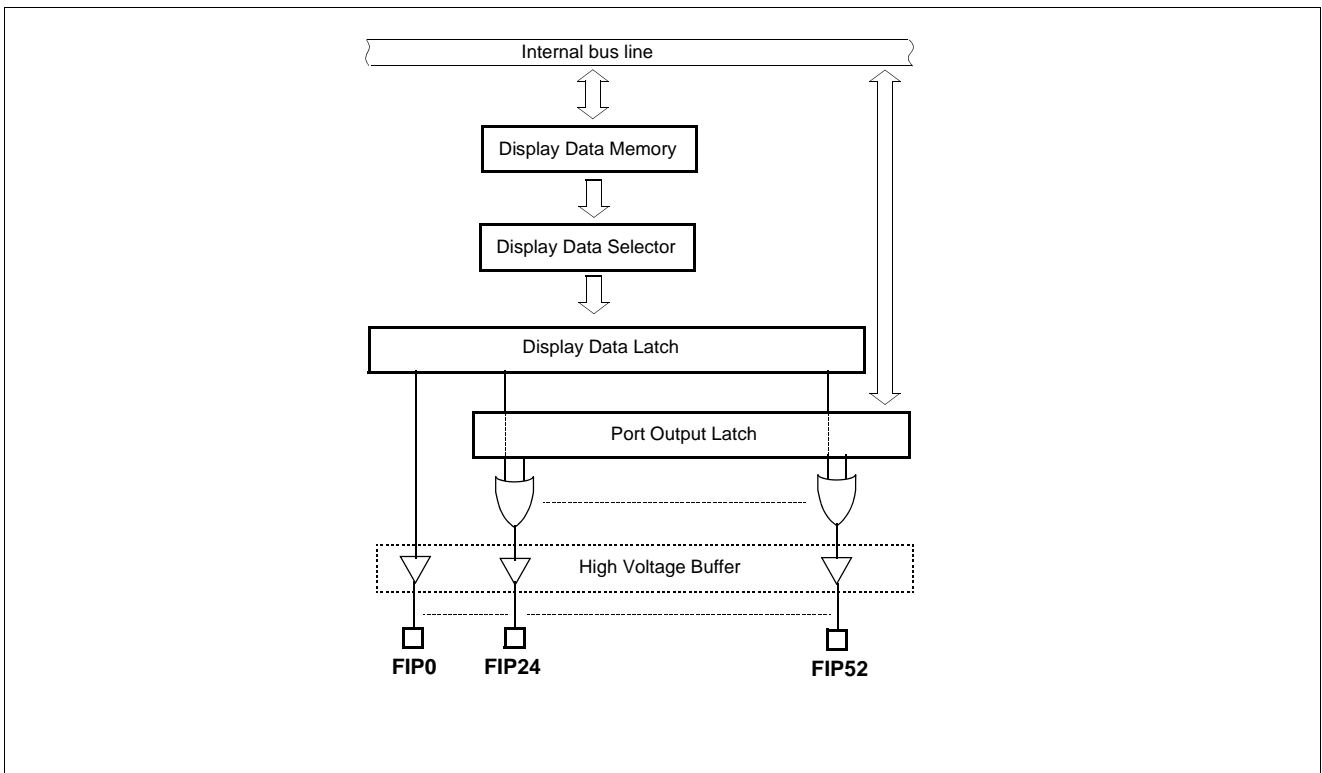 Internal bus line
Display Data Memory
Display Data Selector
Display Data Latch
Port Output Latch
High Voltage Buffer
FIP0
FIP24
FIP52